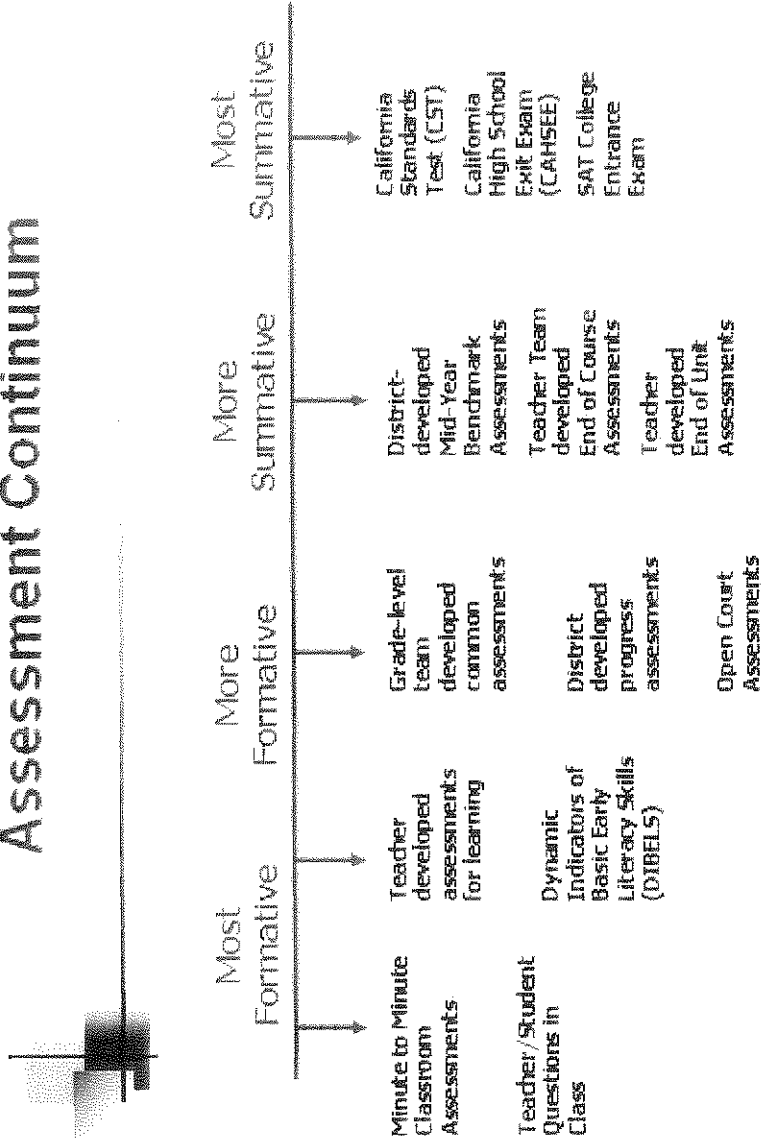 Assessment Continuum
Most
Formative
More
Formative
More
Summative
Most
Summative
Minute to Minute
Classroom
Assessments
Teacher/Student
Questions in
Class
Teacher
developed
assessments
for learning
Dynamic
Indicators of
Basic Early
Literacy Skills
(DIBELS)
Grade-level
team
developed
common
assessments
District
developed
progress
assessments
Open Court
Assessments
District-
developed
Mid-Year
Benchmark
Assessments
Teacher Team
developed
End of Course
Assessments
Teacher
developed
End of Unit
Assessments
California
Standards
Test (CST)
California
High School
Exit Exam
(CAHSEE)
SAT College
Entrance
Exam